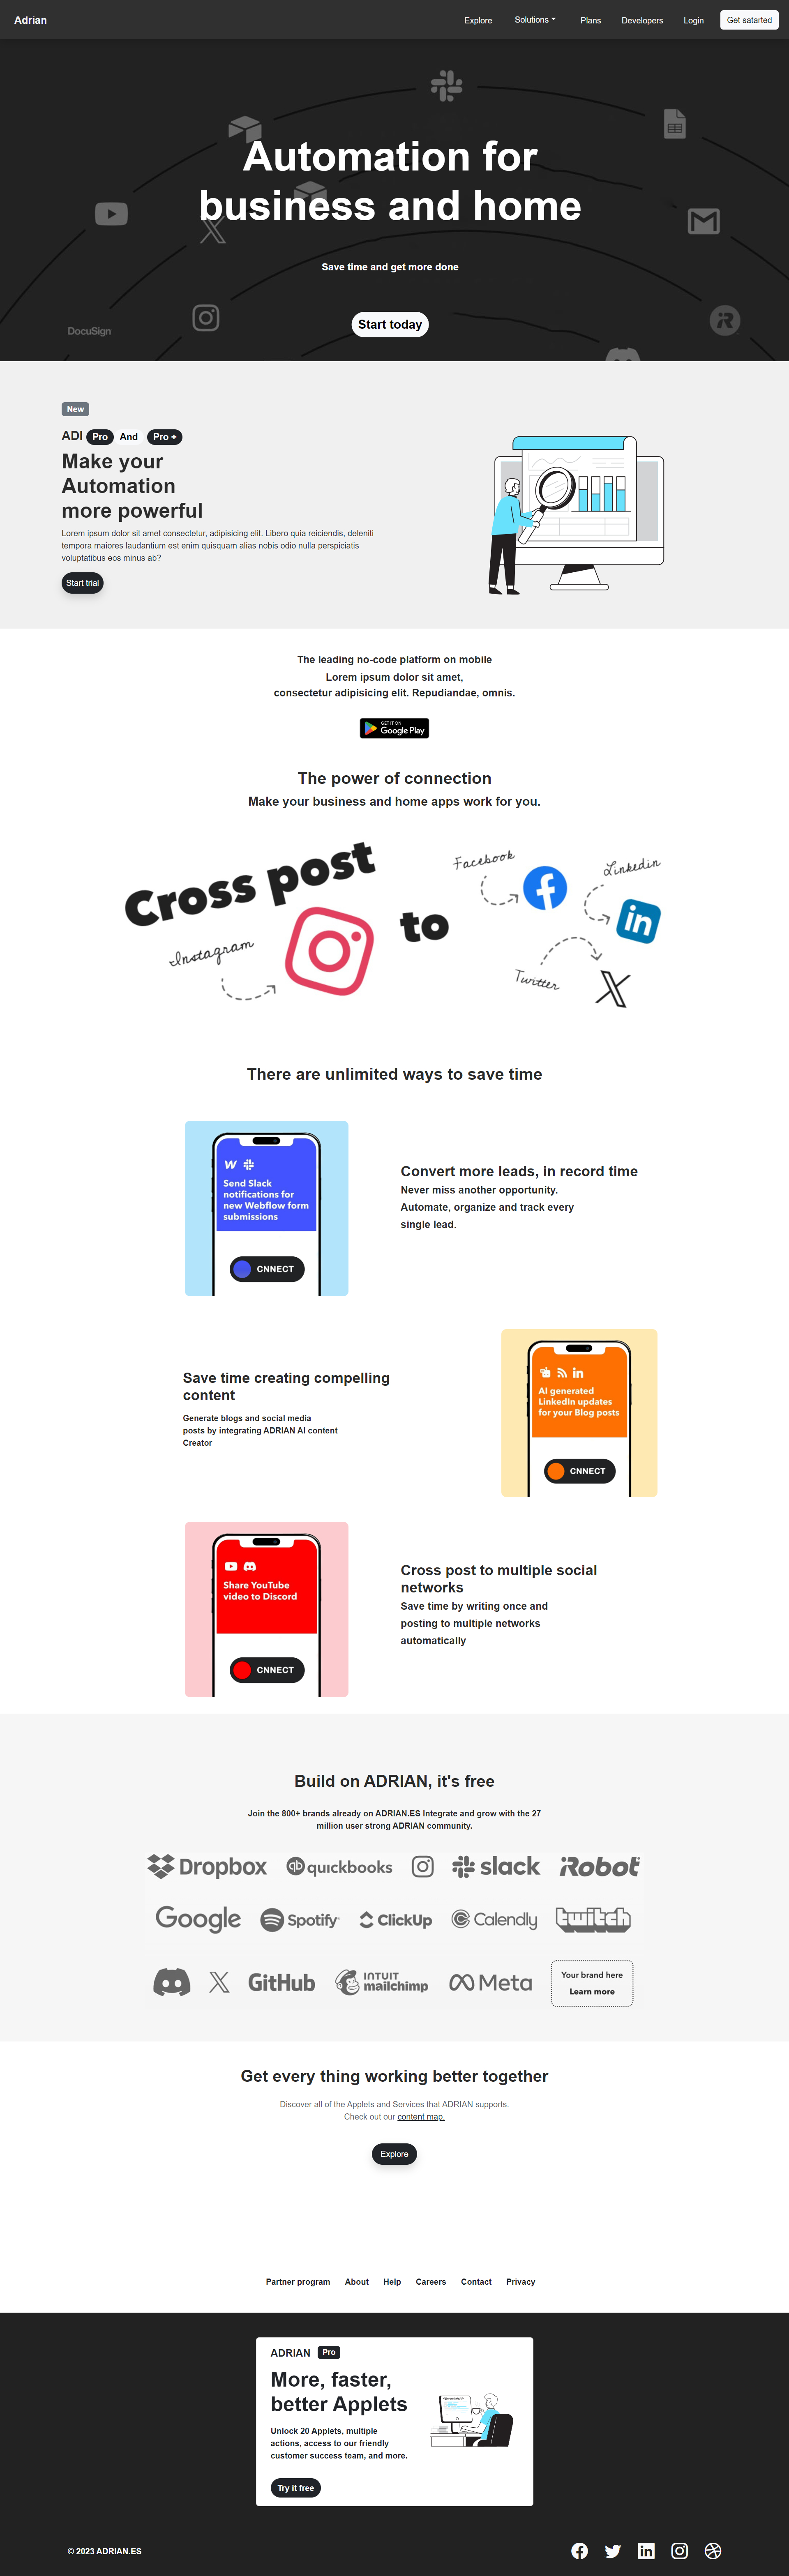 Adrian
Explore
Solutions
Plans
Developers
Login
Get satarted
Automation for
business and home
Save time and get more done
Start today
DocuSign
New
ADI Pro And Pro +
Make your
Automation
more powerful
Lorem ipsum dolor sit amet consectetur, adipisicing elit. Libero quia reiciendis, deleniti
tempora maiores laudantium est enim quisquam alias nobis odio nulla perspiciatis
voluptatibus eos minus ab?
Start trial
The leading no-code platform on mobile
Lorem ipsum dolor sit amet,
consectetur adipisicing elit. Repudiandae, omnis.
GET IT ON
Google Play
The power of connection
Make your business and home apps work for you.
Cross post
Instagram
to
Facebook
Linkedin
Twitter
There are unlimited ways to save time
Send Slack
notifications for
new Webflow form
submissions
CNNECT
Convert more leads, in record time
Never miss another opportunity.
Automate, organize and track every
single lead.
Save time creating compelling
content
Generate blogs and social media
posts by integrating ADRIAN AI content
Creator
AI generated
LinkedIn updates
for your Blog posts
CNNECT
Share YouTube
video to Discord
CNNECT
Cross post to multiple social
networks
Save time by writing once and
posting to multiple networks
automatically
Build on ADRIAN, it's free
Join the 800+ brands already on ADRIAN.ES Integrate and grow with the 27
million user strong ADRIAN community.
Dropbox
quickbooks
slack
iRobot
Google
Spotify
ClickUp
Calendly
twitch
GitHub
INTUIT
mailchimp
Meta
Your brand here
Learn more
Get every thing working better together
Discover all of the Applets and Services that ADRIAN supports.
Check out our content map.
Explore
Partner program
About
Help
Careers
Contact
Privacy
ADRIAN Pro
More, faster,
better Applets
Unlock 20 Applets, multiple
actions, access to our friendly
customer success team, and more.
Try it free
© 2023 ADRIAN.ES